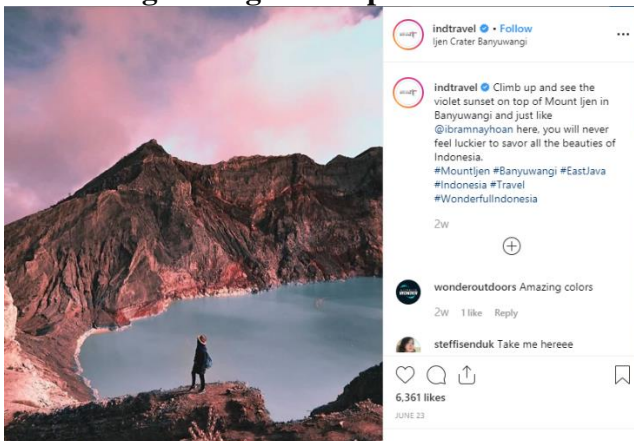 indtravel • Follow
Ijen Crater Banyuwangi
indtravel Climb up and see the
violet sunset on top of Mount Ijen in
Banyuwangi and just like
@ibramnayhoan here, you will never
feel luckier to savor all the beauties of
Indonesia.
#MountIjen #Banyuwangi #EastJava
#Indonesia #Travel
#WonderfulIndonesia
2w
wonderoutdoors Amazing colors
2w 1 like Reply
steffisenduk Take me hereee
6,361 likes
JUNE 23